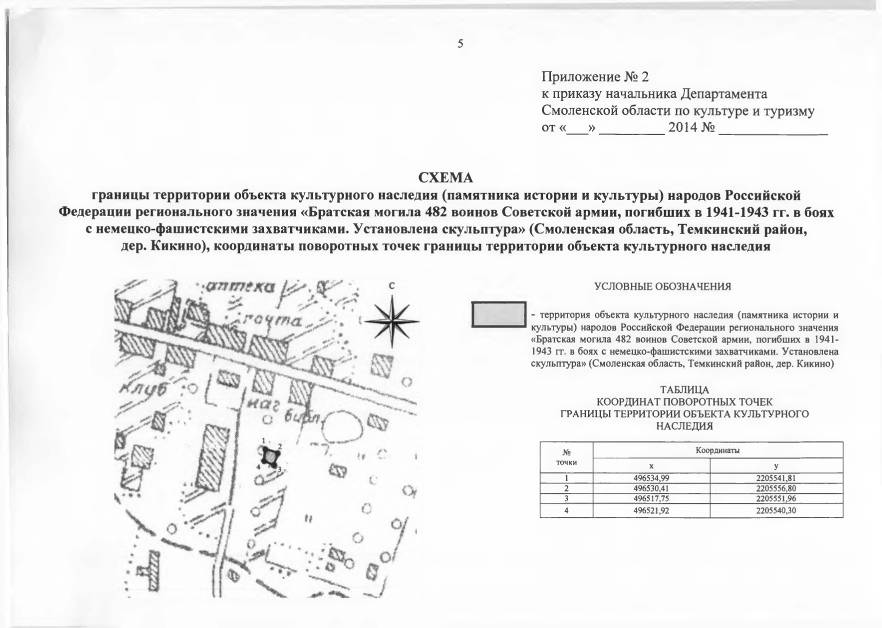 5
Приложение № 2
к приказу начальника Департамента
Смоленской области по культуре и туризму
от «___» __________ 2014 № ________________
СХЕМА
границы территории объекта культурного наследия (памятника истории и культуры) народов Российской
Федерации регионального значения «Братская могила 482 воинов Советской армии, погибших в 1941-1943 гг. в боях
с немецко-фашистскими захватчиками. Установлена скульптура» (Смоленская область, Темкинский район,
дер. Кикино), координаты поворотных точек границы территории объекта культурного наследия
аптека
почта
клуб
маг
библ
С
1 2
4 3
УСЛОВНЫЕ ОБОЗНАЧЕНИЯ
- территория объекта культурного наследия (памятника истории и
культуры) народов Российской Федерации регионального значения
«Братская могила 482 воинов Советской армии, погибших в 1941-
1943 гг. в боях с немецко-фашистскими захватчиками. Установлена
скульптура» (Смоленская область, Темкинский район, дер. Кикино)
ТАБЛИЦА
КООРДИНАТ ПОВОРОТНЫХ ТОЧЕК
ГРАНИЦЫ ТЕРРИТОРИИ ОБЪЕКТА КУЛЬТУРНОГО
НАСЛЕДИЯ
№ точки Координаты
x y
1 496534,99 2205541,81
2 496530,41 2205556,80
3 496517,75 2205551,96
4 496521,92 2205540,30